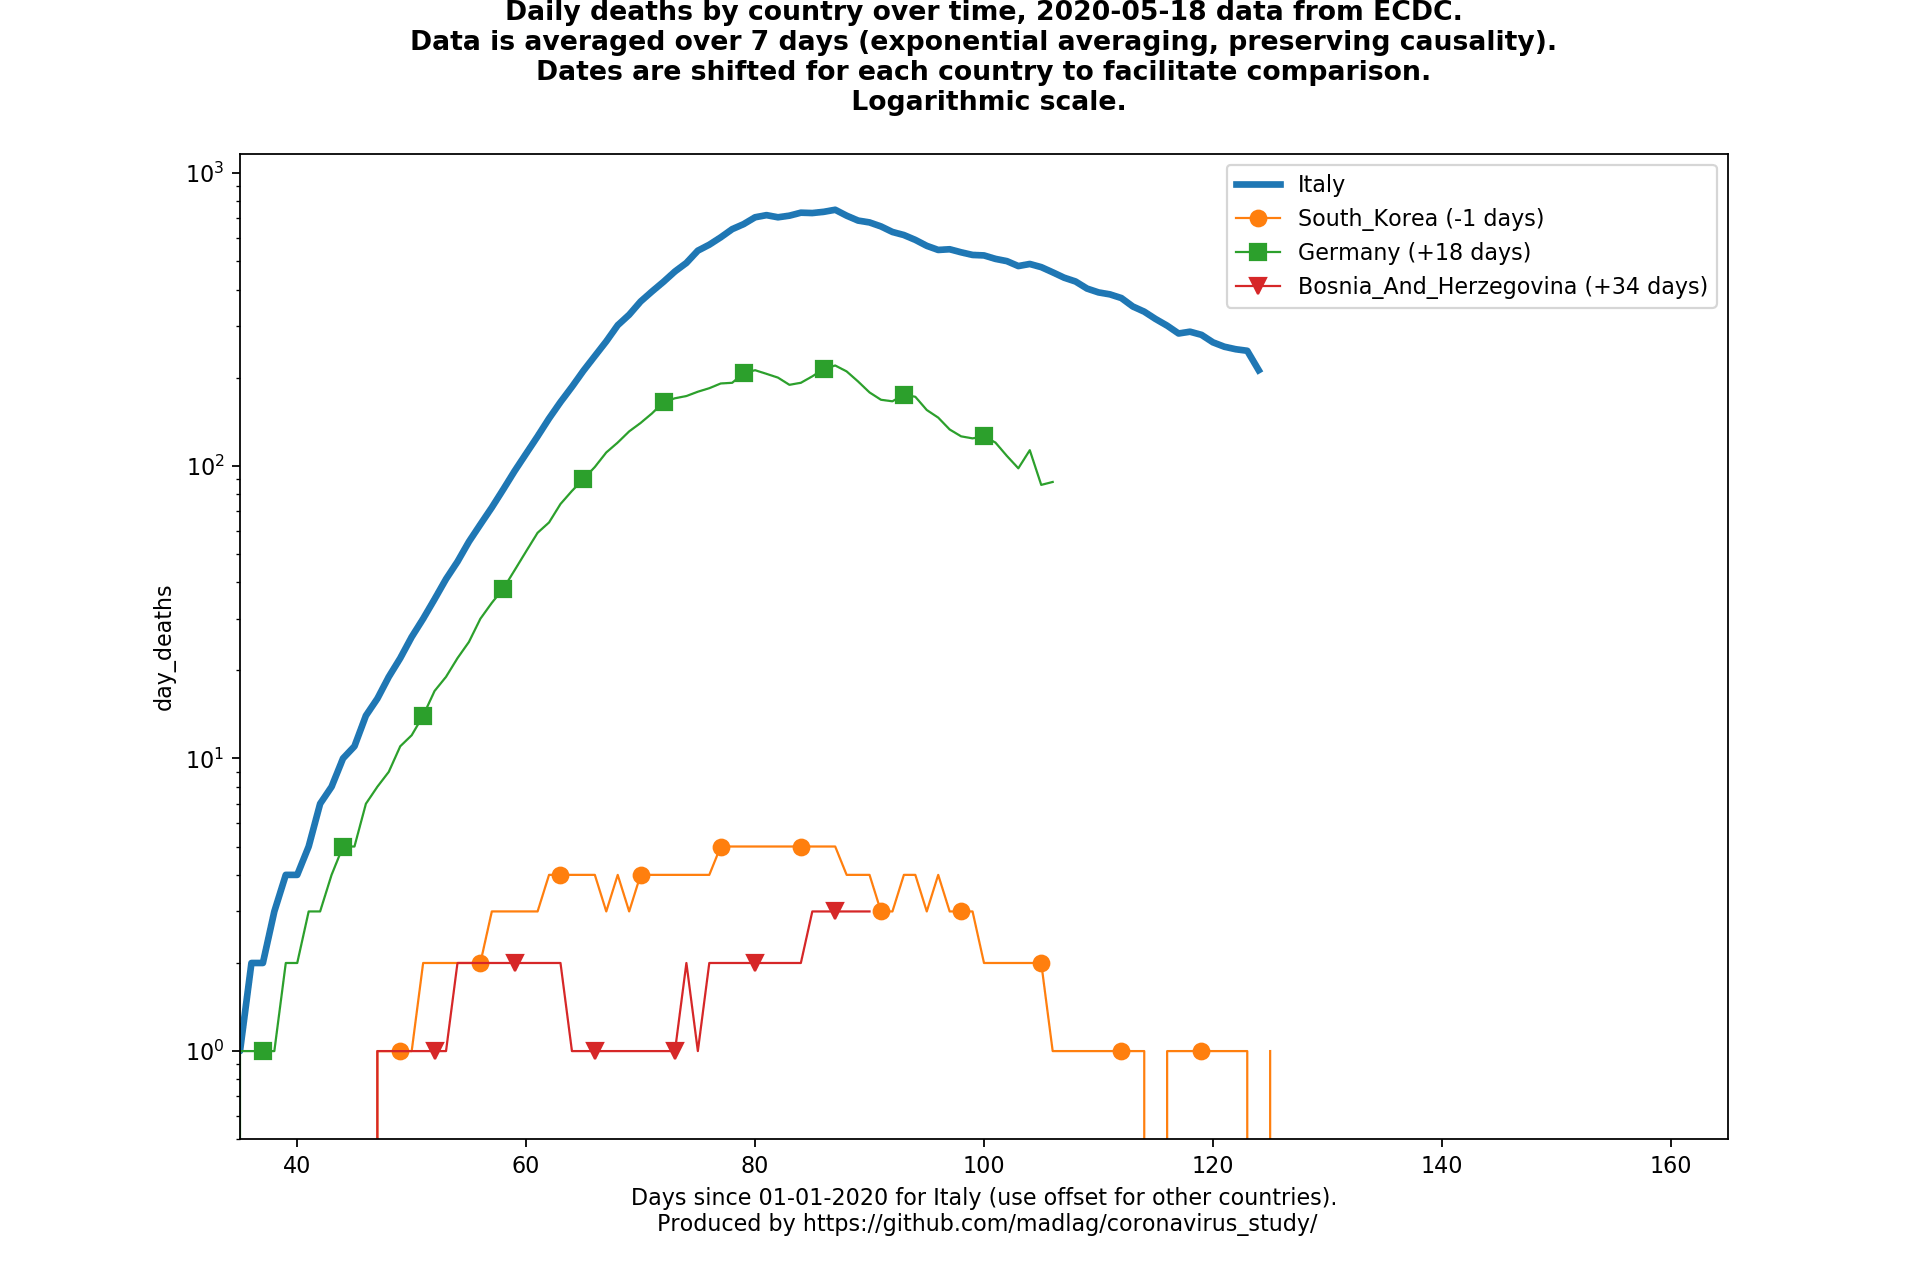 Daily deaths by country over time, 2020-05-18 data from ECDC.
Data is averaged over 7 days (exponential averaging, preserving causality).
Dates are shifted for each country to facilitate comparison.
Logarithmic scale.
10³
10²
10¹
10⁰
day_deaths
Italy
South_Korea (-1 days)
Germany (+18 days)
Bosnia_And_Herzegovina (+34 days)
40 60 80 100 120 140 160
Days since 01-01-2020 for Italy (use offset for other countries).
Produced by https://github.com/madlag/coronavirus_study/